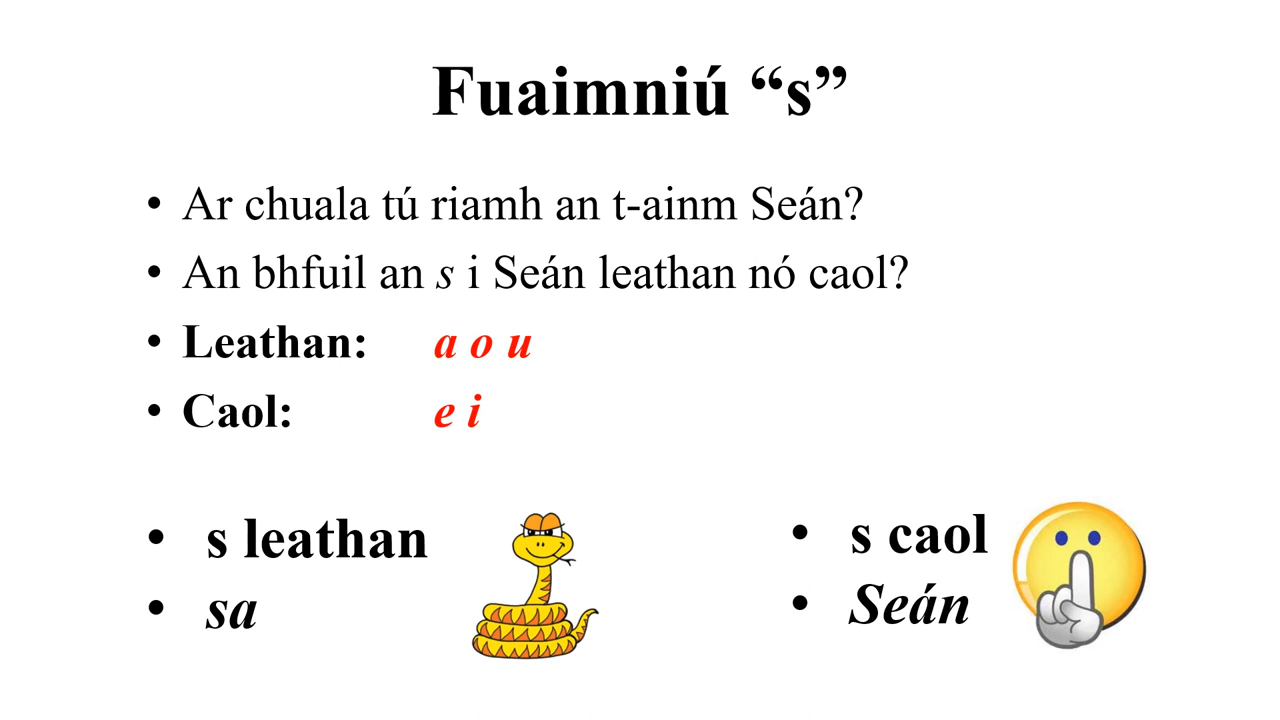 Fuaimniú “s”
• Ar chuala tú riamh an t-ainm Seán?
• An bhfuil an s i Seán leathan nó caol?
• Leathan: a o u
• Caol: e i
• s leathan
• sa
• s caol
• Seán